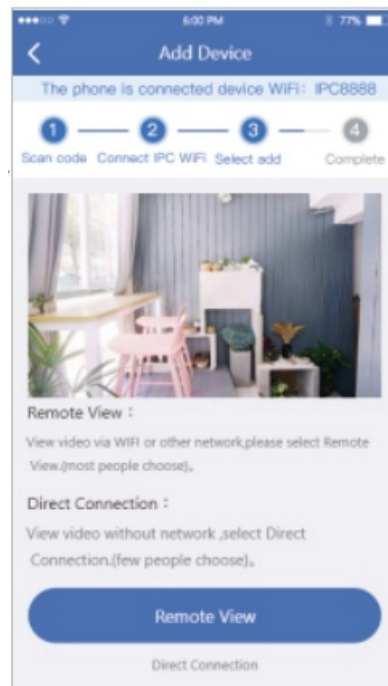 6:00 PM 77%
Add Device
The phone is connected device WiFi： IPC8888
1 2 3 4
Scan code Connect IPC WiFi Select add Complete
Remote View：
View video via WIFI or other network,please select Remote
View.(most people choose)。
Direct Connection：
View video without network ,select Direct
Connection.(few people choose)。
Remote View
Direct Connection